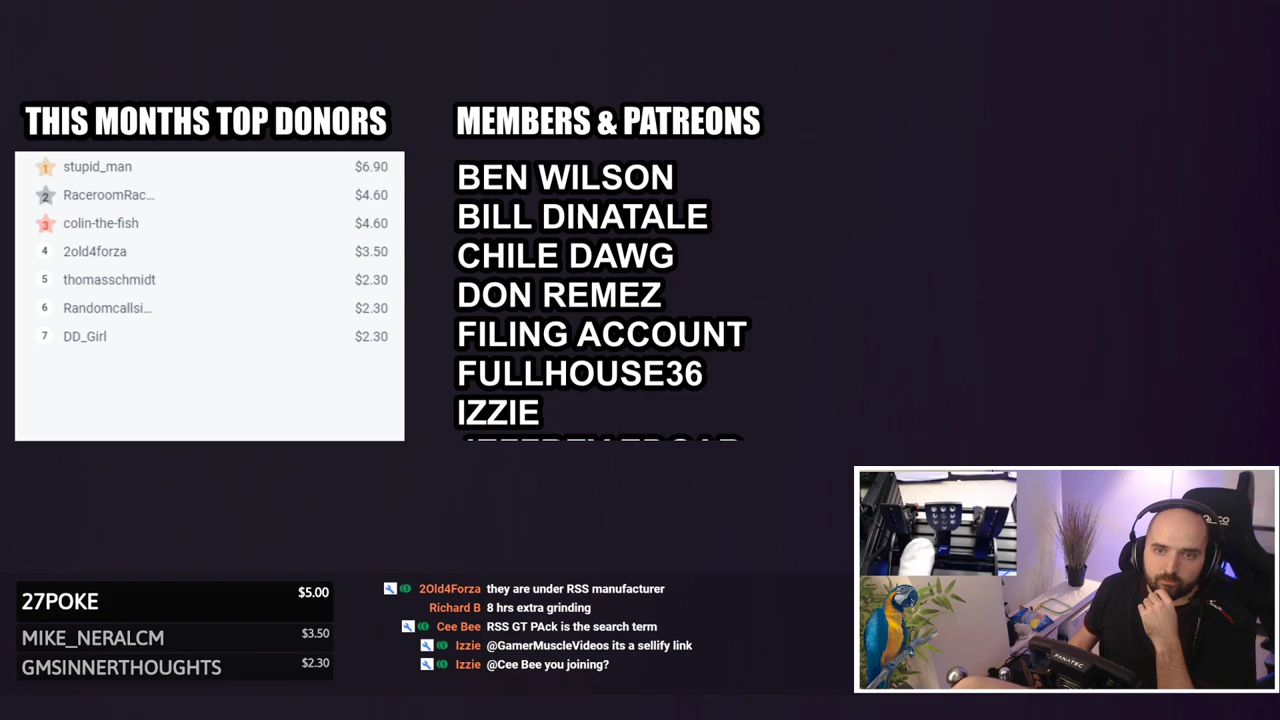 THIS MONTHS TOP DONORS
1 stupid_man $6.90
2 RaceroomRac... $4.60
3 colin-the-fish $4.60
4 2old4forza $3.50
5 thomasschmidt $2.30
6 Randomcallsi... $2.30
7 DD_Girl $2.30
MEMBERS & PATREONS
BEN WILSON
BILL DINATALE
CHILE DAWG
DON REMEZ
FILING ACCOUNT
FULLHOUSE36
IZZIE
27POKE $5.00
MIKE_NERALCM $3.50
GMSINNERTHOUGHTS $2.30
2Old4Forza they are under RSS manufacturer
Richard B 8 hrs extra grinding
Cee Bee RSS GT PAck is the search term
Izzie @GamerMuscleVideos its a sellify link
Izzie @Cee Bee you joining?
FANATEC